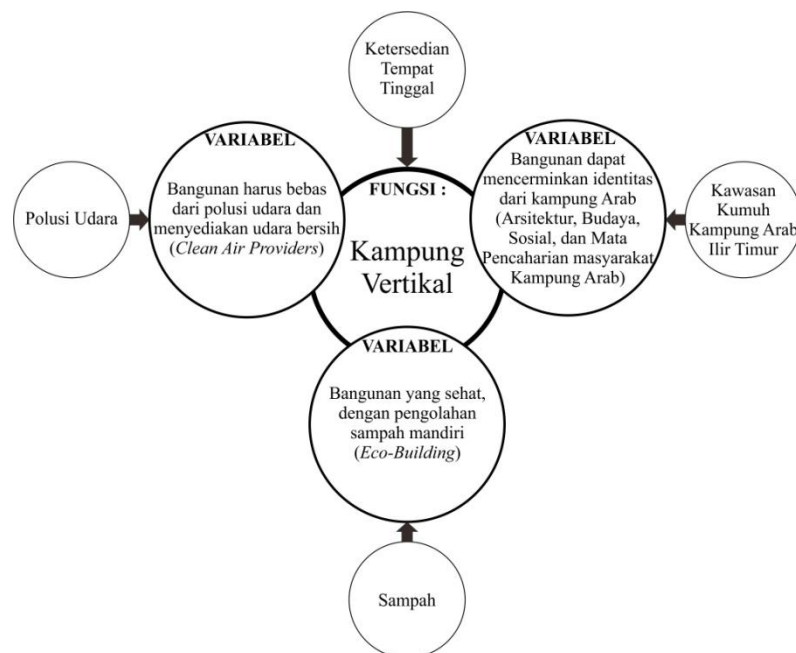 Ketersedian
Tempat
Tinggal
VARIABEL
Bangunan harus bebas
dari polusi udara dan
menyediakan udara bersih
(Clean Air Providers)
Polusi Udara
FUNGSI :
Kampung
Vertikal
VARIABEL
Bangunan dapat
mencerminkan identitas
dari kampung Arab
(Arsitektur, Budaya,
Sosial, dan Mata
Pencaharian masyarakat
Kampung Arab)
Kawasan
Kumuh
Kampung Arab
Ilir Timur
VARIABEL
Bangunan yang sehat,
dengan pengolahan
sampah mandiri
(Eco-Building)
Sampah